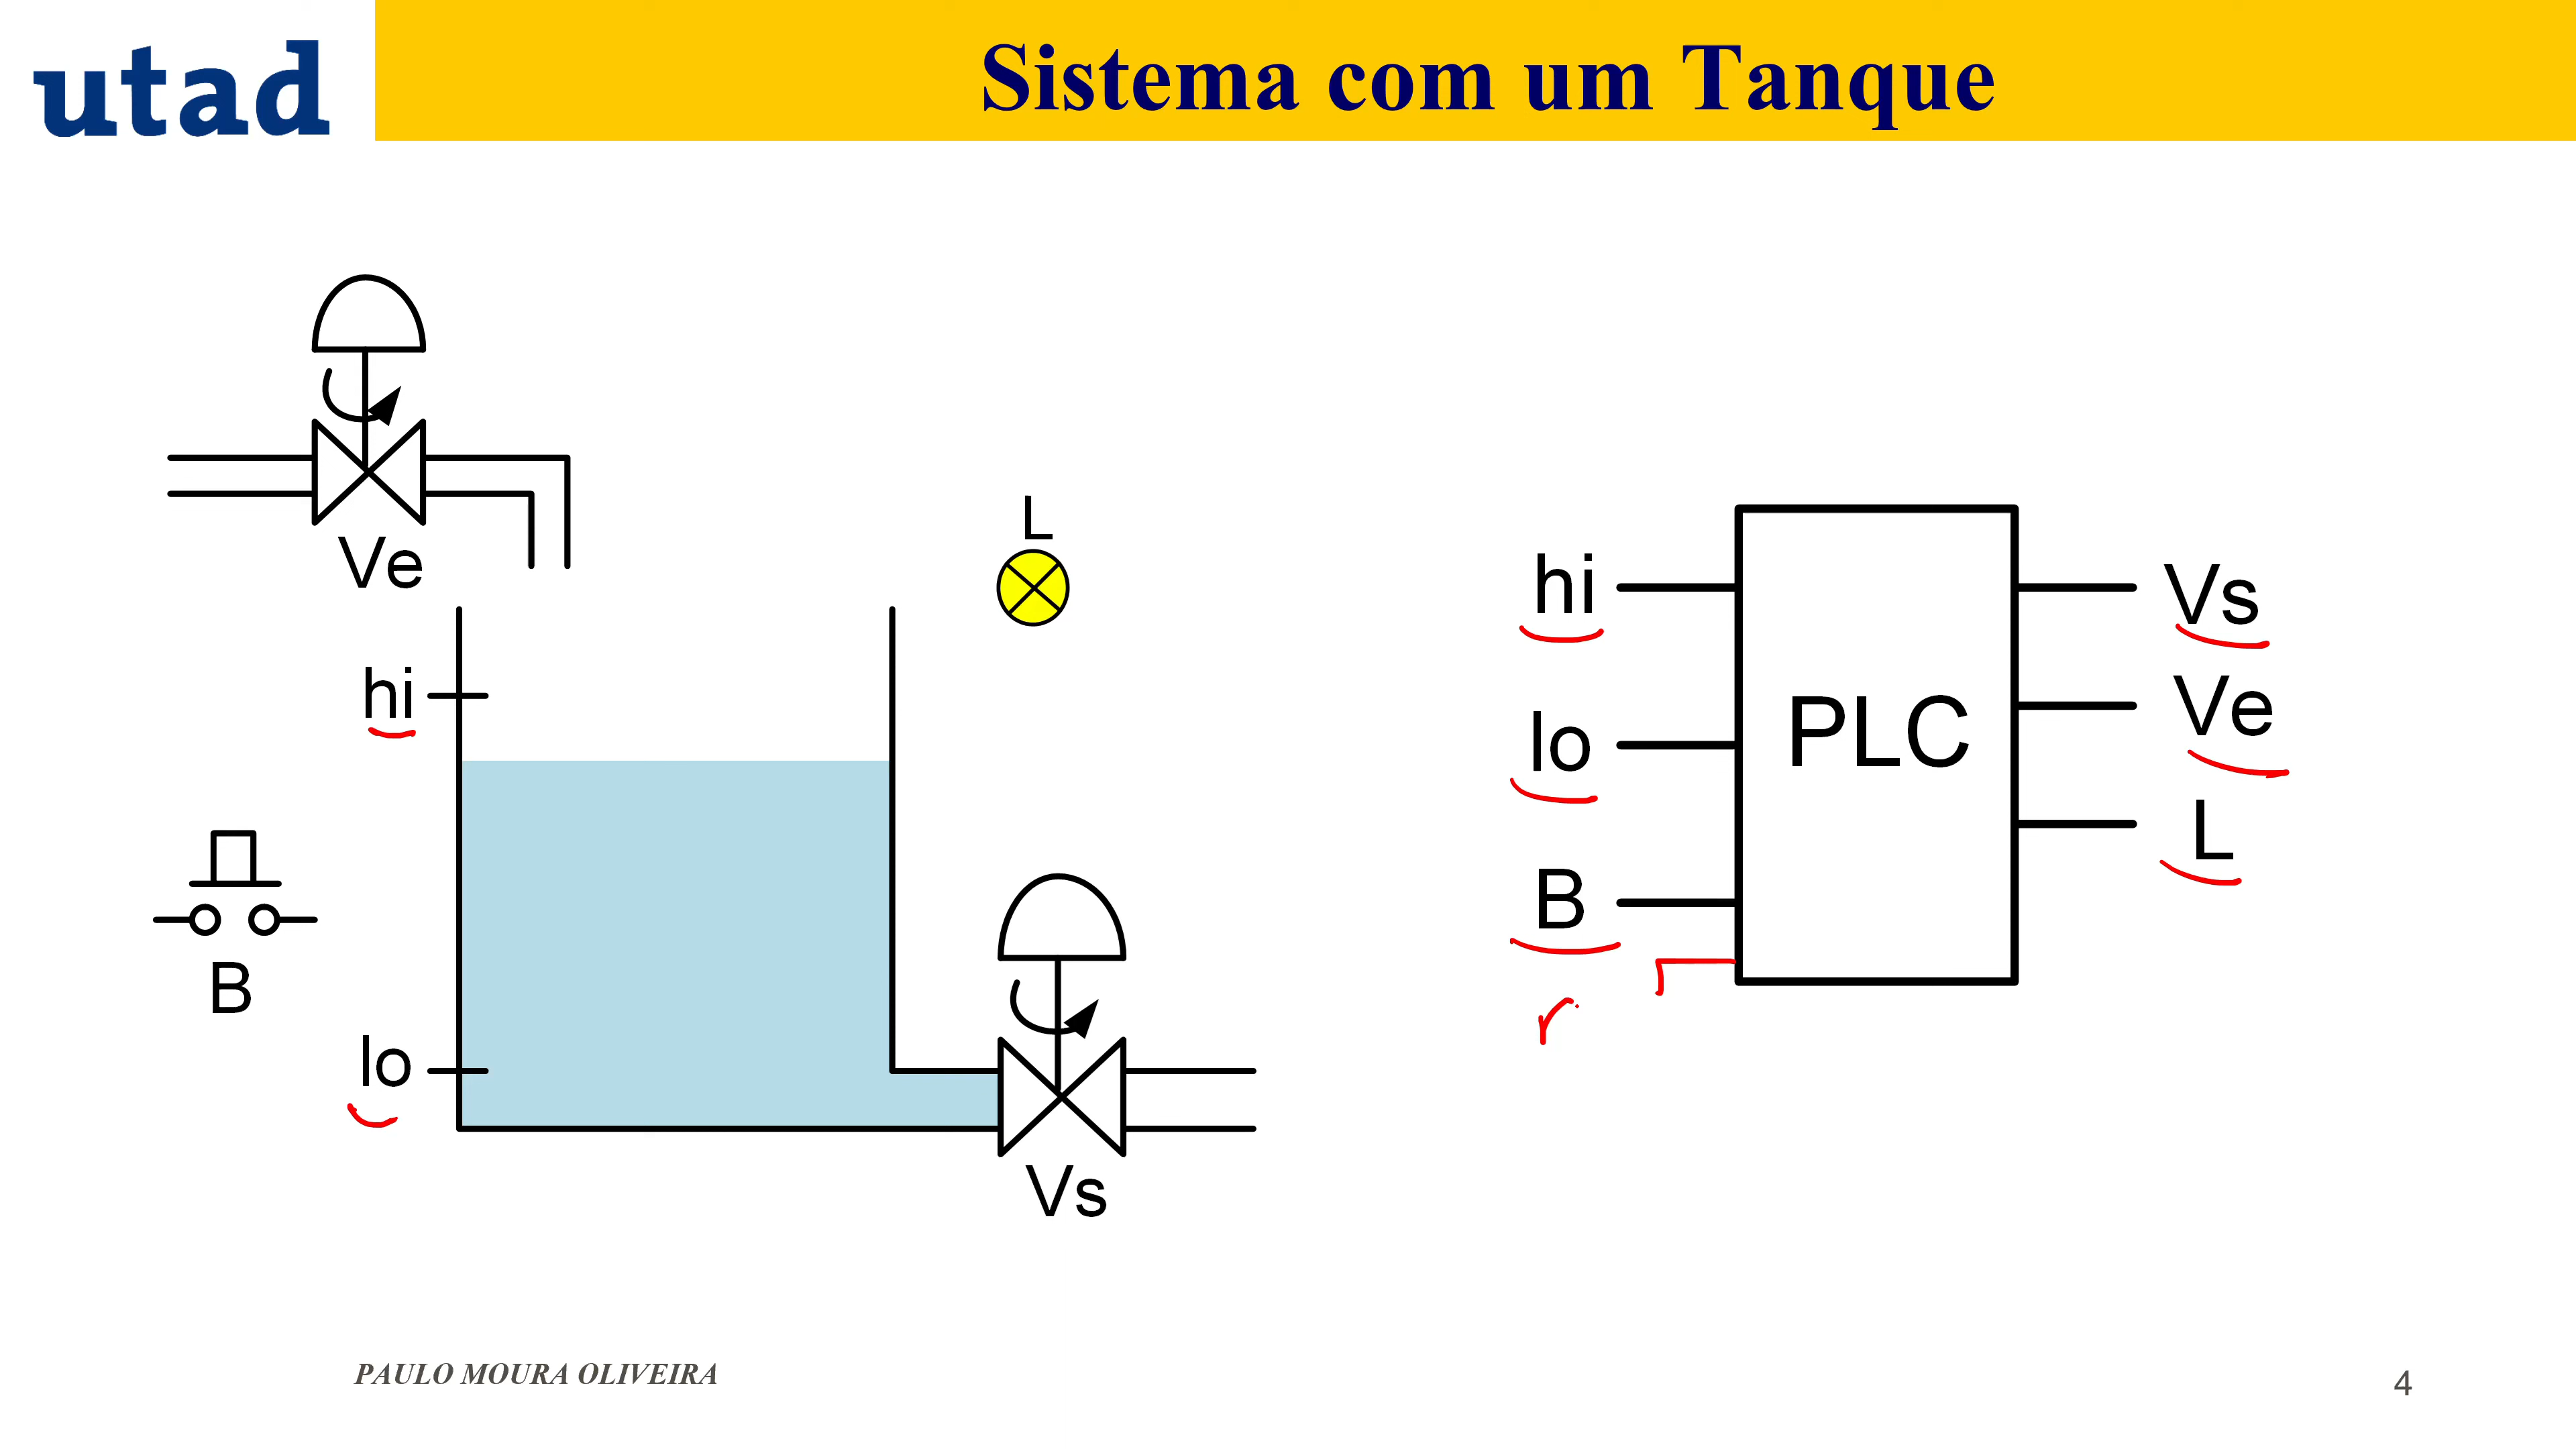 utad
Sistema com um Tanque
Ve
L
hi
B
lo
Vs
hi
lo
B
r
PLC
Vs
Ve
L
PAULO MOURA OLIVEIRA
4